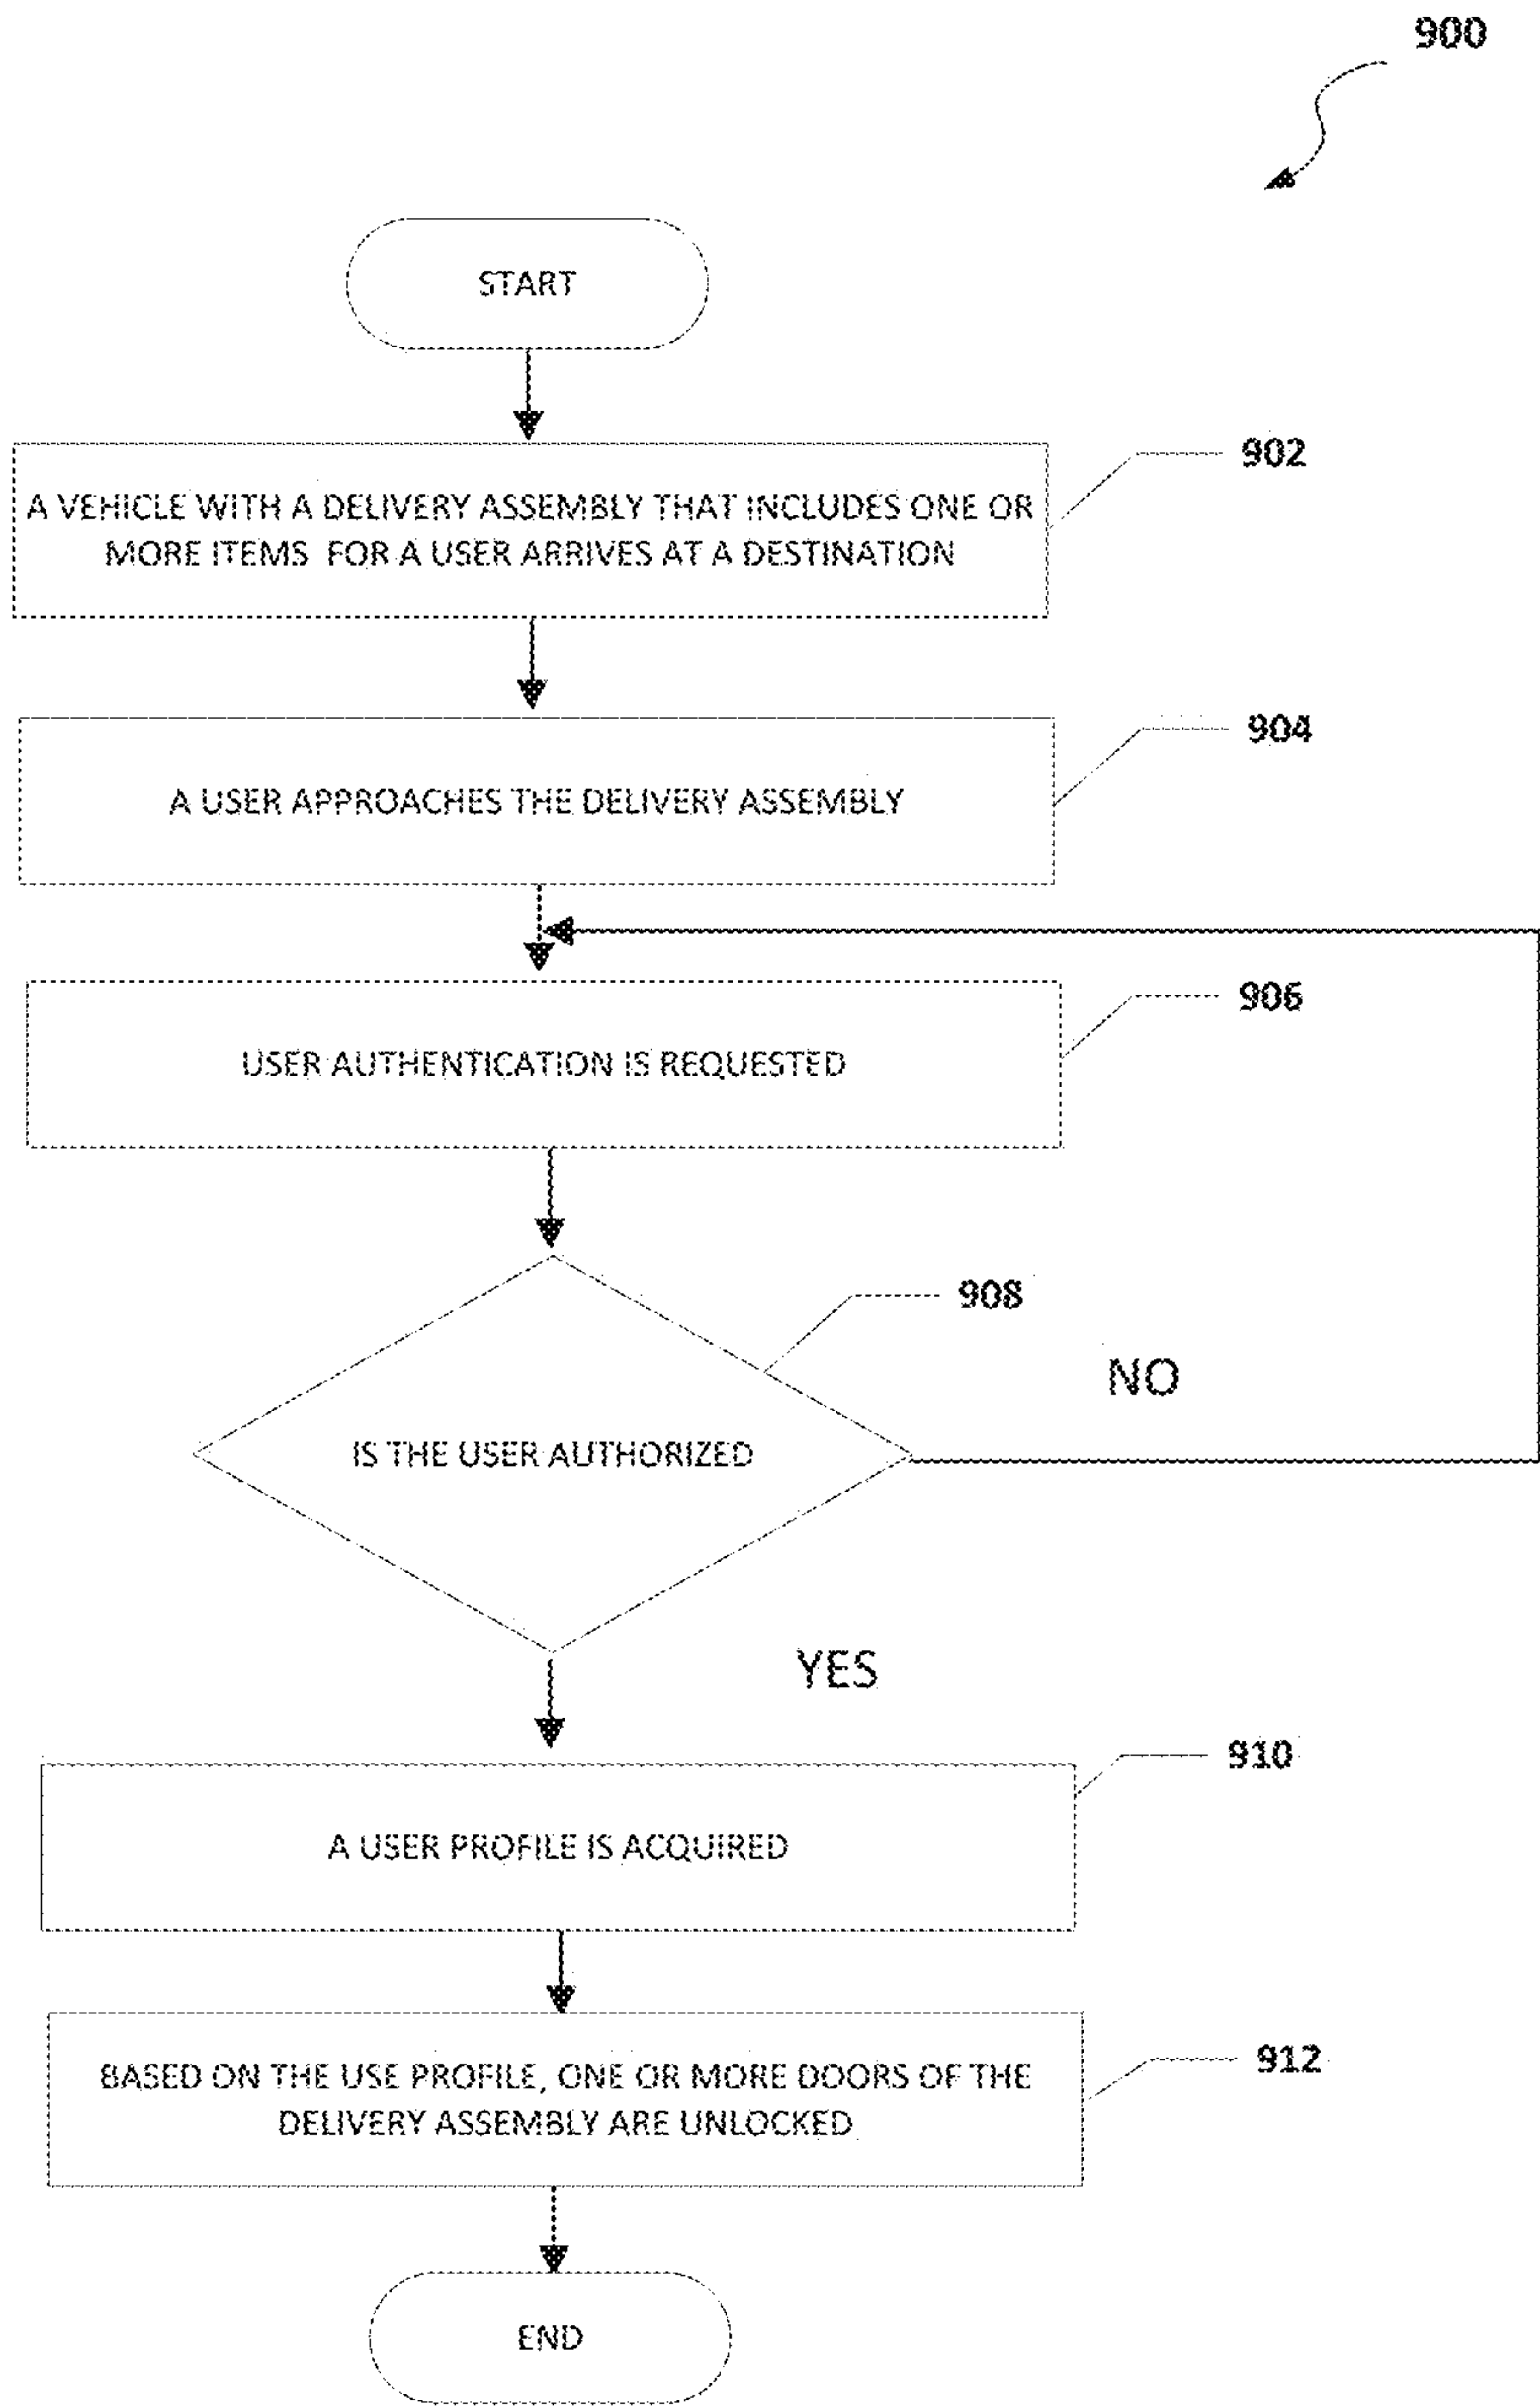 900
START
902
A VEHICLE WITH A DELIVERY ASSEMBLY THAT INCLUDES ONE OR
MORE ITEMS FOR A USER ARRIVES AT A DESTINATION
904
A USER APPROACHES THE DELIVERY ASSEMBLY
906
USER AUTHENTICATION IS REQUESTED
908
NO
IS THE USER AUTHORIZED
YES
910
A USER PROFILE IS ACQUIRED
912
BASED ON THE USE PROFILE, ONE OR MORE DOORS OF THE
DELIVERY ASSEMBLY ARE UNLOCKED
END